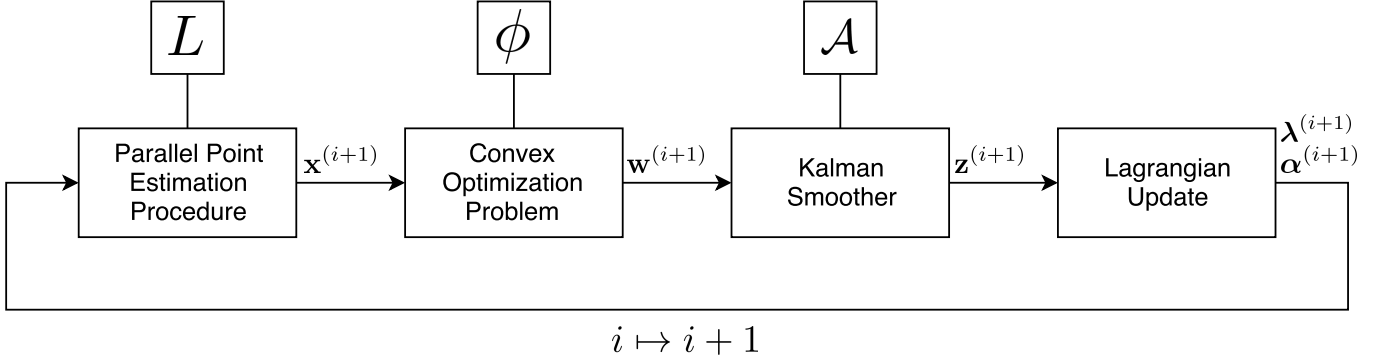 L
ϕ
𝒜
Parallel Point
Estimation
Procedure
x^(i+1)
Convex
Optimization
Problem
w^(i+1)
Kalman
Smoother
z^(i+1)
Lagrangian
Update
λ^(i+1)
α^(i+1)
i ↦ i + 1